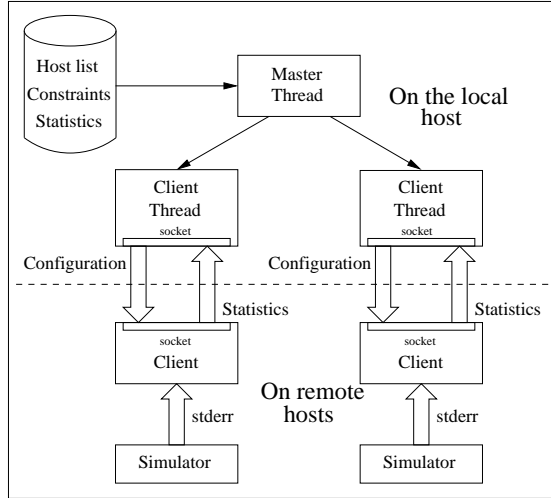 Host list
Constraints
Statistics
Master
Thread
On the local
host
Client
Thread
socket
Client
Thread
socket
Configuration
Configuration
Statistics
Statistics
socket
Client
socket
Client
On remote
hosts
stderr
stderr
Simulator
Simulator